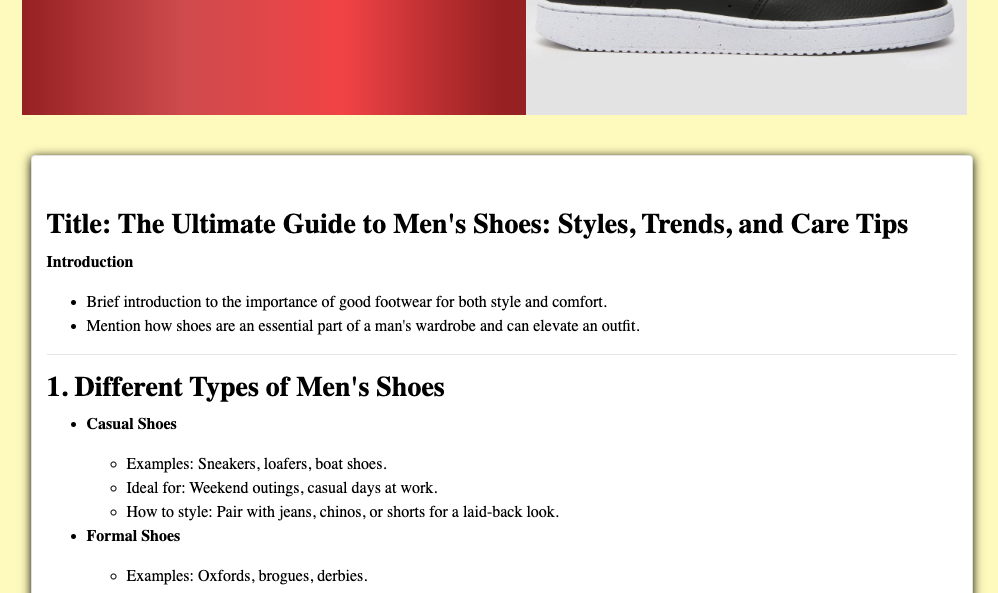 Title: The Ultimate Guide to Men's Shoes: Styles, Trends, and Care Tips
Introduction
• Brief introduction to the importance of good footwear for both style and comfort.
• Mention how shoes are an essential part of a man's wardrobe and can elevate an outfit.
1. Different Types of Men's Shoes
• Casual Shoes
◦ Examples: Sneakers, loafers, boat shoes.
◦ Ideal for: Weekend outings, casual days at work.
◦ How to style: Pair with jeans, chinos, or shorts for a laid-back look.
• Formal Shoes
◦ Examples: Oxfords, brogues, derbies.